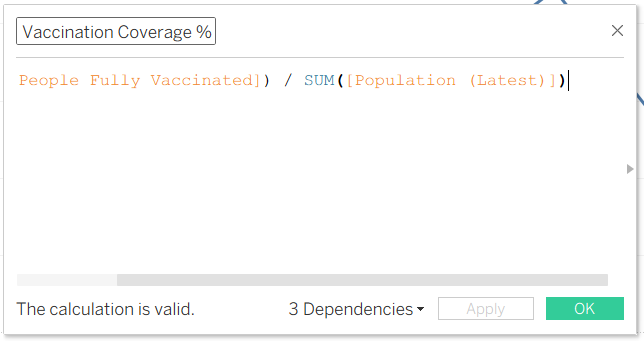 Vaccination Coverage %
People Fully Vaccinated]) / SUM([Population (Latest)])
The calculation is valid.
3 Dependencies
Apply
OK